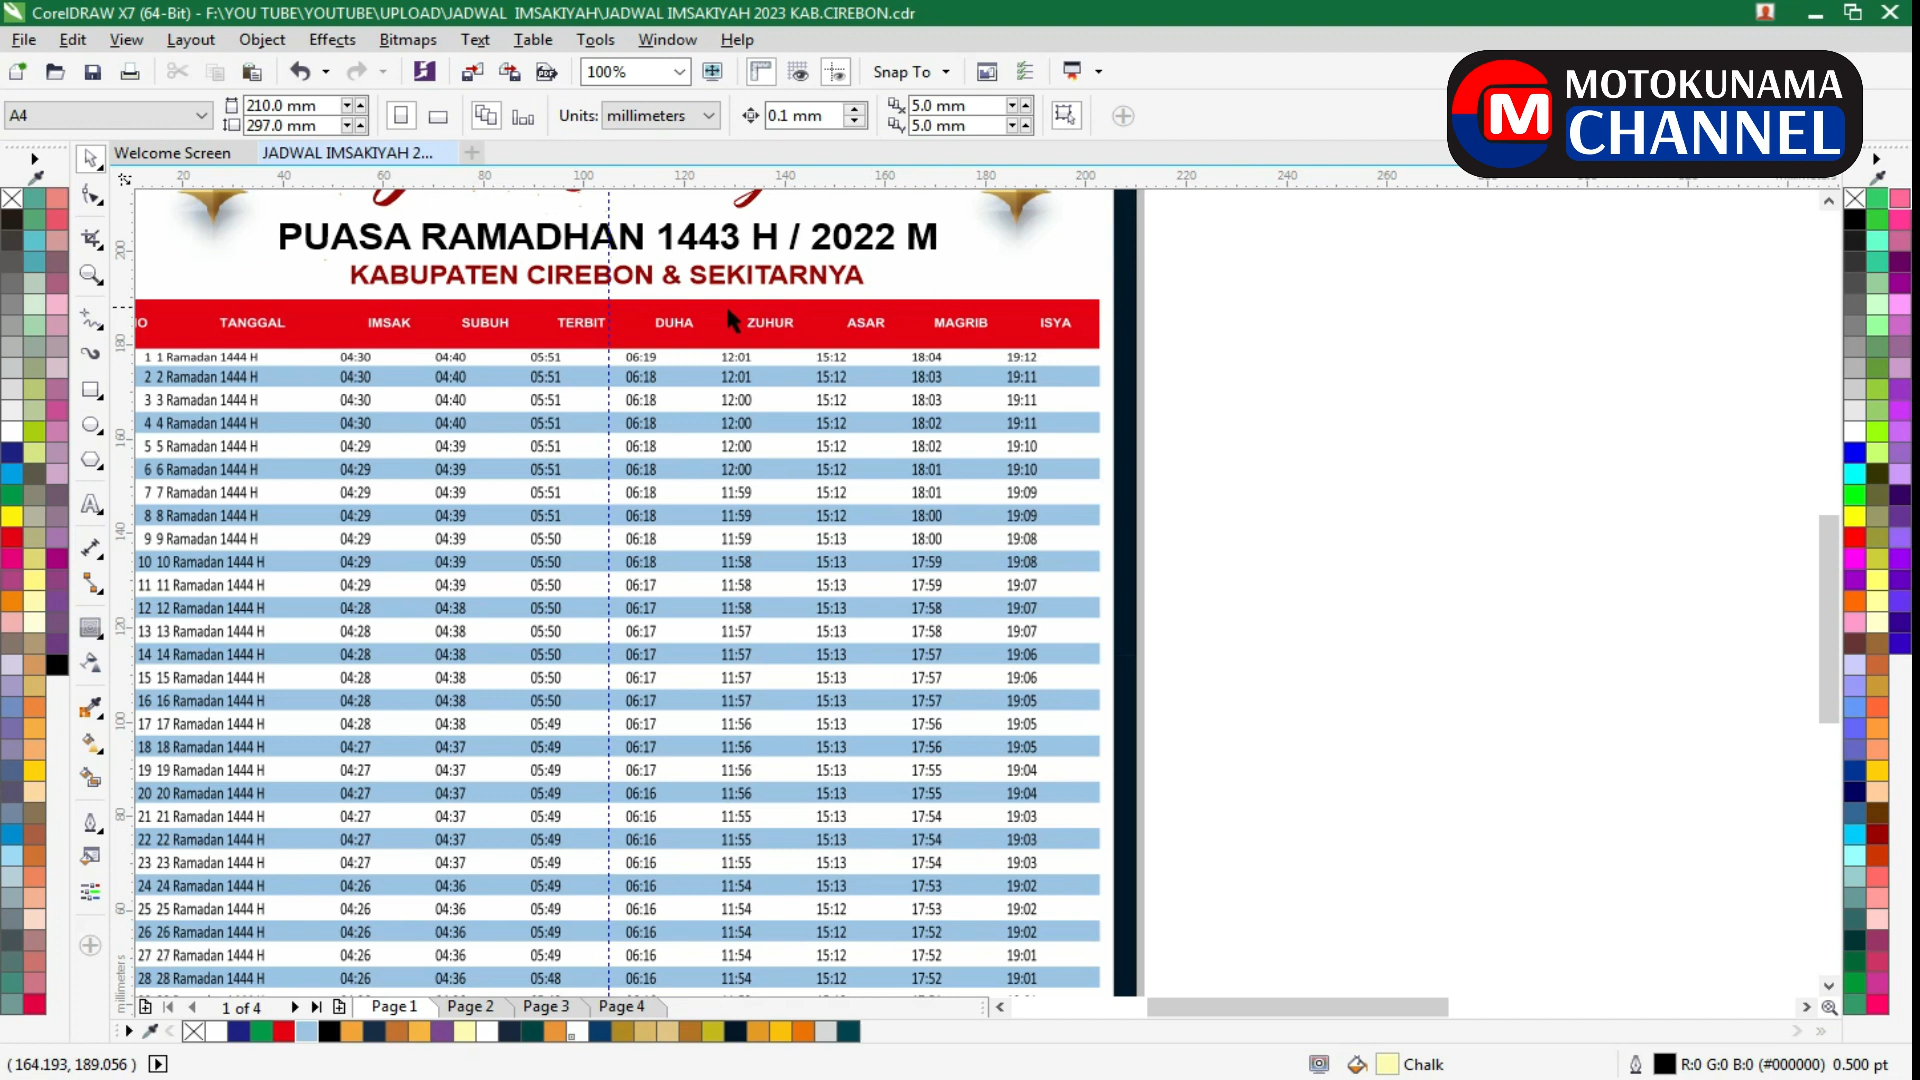 CorelDRAW X7 (64-Bit) - F:\YOU TUBE\YOUTUBE\UPLOAD\JADWAL  IMSAKIYAH\JADWAL IMSAKIYAH 2023 KAB.CIREBON.cdr
File Edit View Layout Object Effects Bitmaps Text Table Tools Window Help
100% Snap To
A4 210.0 mm 297.0 mm Units: millimeters 0.1 mm 5.0 mm 5.0 mm
MOTOKUNAMA
CHANNEL
Welcome Screen JADWAL IMSAKIYAH 2...
20 40 60 80 100 120 140 160 180 200 220 240 260 280
PUASA RAMADHAN 1443 H / 2022 M
KABUPATEN CIREBON & SEKITARNYA
O TANGGAL IMSAK SUBUH TERBIT DUHA ZUHUR ASAR MAGRIB ISYA
1 1 Ramadan 1444 H 04:30 04:40 05:51 06:19 12:01 15:12 18:04 19:12
2 2 Ramadan 1444 H 04:30 04:40 05:51 06:18 12:01 15:12 18:03 19:11
3 3 Ramadan 1444 H 04:30 04:40 05:51 06:18 12:00 15:12 18:03 19:11
4 4 Ramadan 1444 H 04:30 04:40 05:51 06:18 12:00 15:12 18:02 19:11
5 5 Ramadan 1444 H 04:29 04:39 05:51 06:18 12:00 15:12 18:02 19:10
6 6 Ramadan 1444 H 04:29 04:39 05:51 06:18 12:00 15:12 18:01 19:10
7 7 Ramadan 1444 H 04:29 04:39 05:51 06:18 11:59 15:12 18:01 19:09
8 8 Ramadan 1444 H 04:29 04:39 05:51 06:18 11:59 15:12 18:00 19:09
9 9 Ramadan 1444 H 04:29 04:39 05:50 06:18 11:59 15:13 18:00 19:08
10 10 Ramadan 1444 H 04:29 04:39 05:50 06:18 11:58 15:13 17:59 19:08
11 11 Ramadan 1444 H 04:29 04:39 05:50 06:17 11:58 15:13 17:59 19:07
12 12 Ramadan 1444 H 04:28 04:38 05:50 06:17 11:58 15:13 17:58 19:07
13 13 Ramadan 1444 H 04:28 04:38 05:50 06:17 11:57 15:13 17:58 19:07
14 14 Ramadan 1444 H 04:28 04:38 05:50 06:17 11:57 15:13 17:57 19:06
15 15 Ramadan 1444 H 04:28 04:38 05:50 06:17 11:57 15:13 17:57 19:06
16 16 Ramadan 1444 H 04:28 04:38 05:50 06:17 11:57 15:13 17:57 19:05
17 17 Ramadan 1444 H 04:28 04:38 05:49 06:17 11:56 15:13 17:56 19:05
18 18 Ramadan 1444 H 04:27 04:37 05:49 06:17 11:56 15:13 17:56 19:05
19 19 Ramadan 1444 H 04:27 04:37 05:49 06:17 11:56 15:13 17:55 19:04
20 20 Ramadan 1444 H 04:27 04:37 05:49 06:16 11:56 15:13 17:55 19:04
21 21 Ramadan 1444 H 04:27 04:37 05:49 06:16 11:55 15:13 17:54 19:03
22 22 Ramadan 1444 H 04:27 04:37 05:49 06:16 11:55 15:13 17:54 19:03
23 23 Ramadan 1444 H 04:27 04:37 05:49 06:16 11:55 15:13 17:54 19:03
24 24 Ramadan 1444 H 04:26 04:36 05:49 06:16 11:54 15:13 17:53 19:02
25 25 Ramadan 1444 H 04:26 04:36 05:49 06:16 11:54 15:12 17:53 19:02
26 26 Ramadan 1444 H 04:26 04:36 05:49 06:16 11:54 15:12 17:52 19:02
27 27 Ramadan 1444 H 04:26 04:36 05:49 06:16 11:54 15:12 17:52 19:01
28 28 Ramadan 1444 H 04:26 04:36 05:48 06:16 11:54 15:12 17:52 19:01
200 180 160 140 120 100 80 60 millimeters
1 of 4 Page 1 Page 2 Page 3 Page 4
(164.193, 189.056 ) Chalk R:0 G:0 B:0 (#000000) 0.500 pt